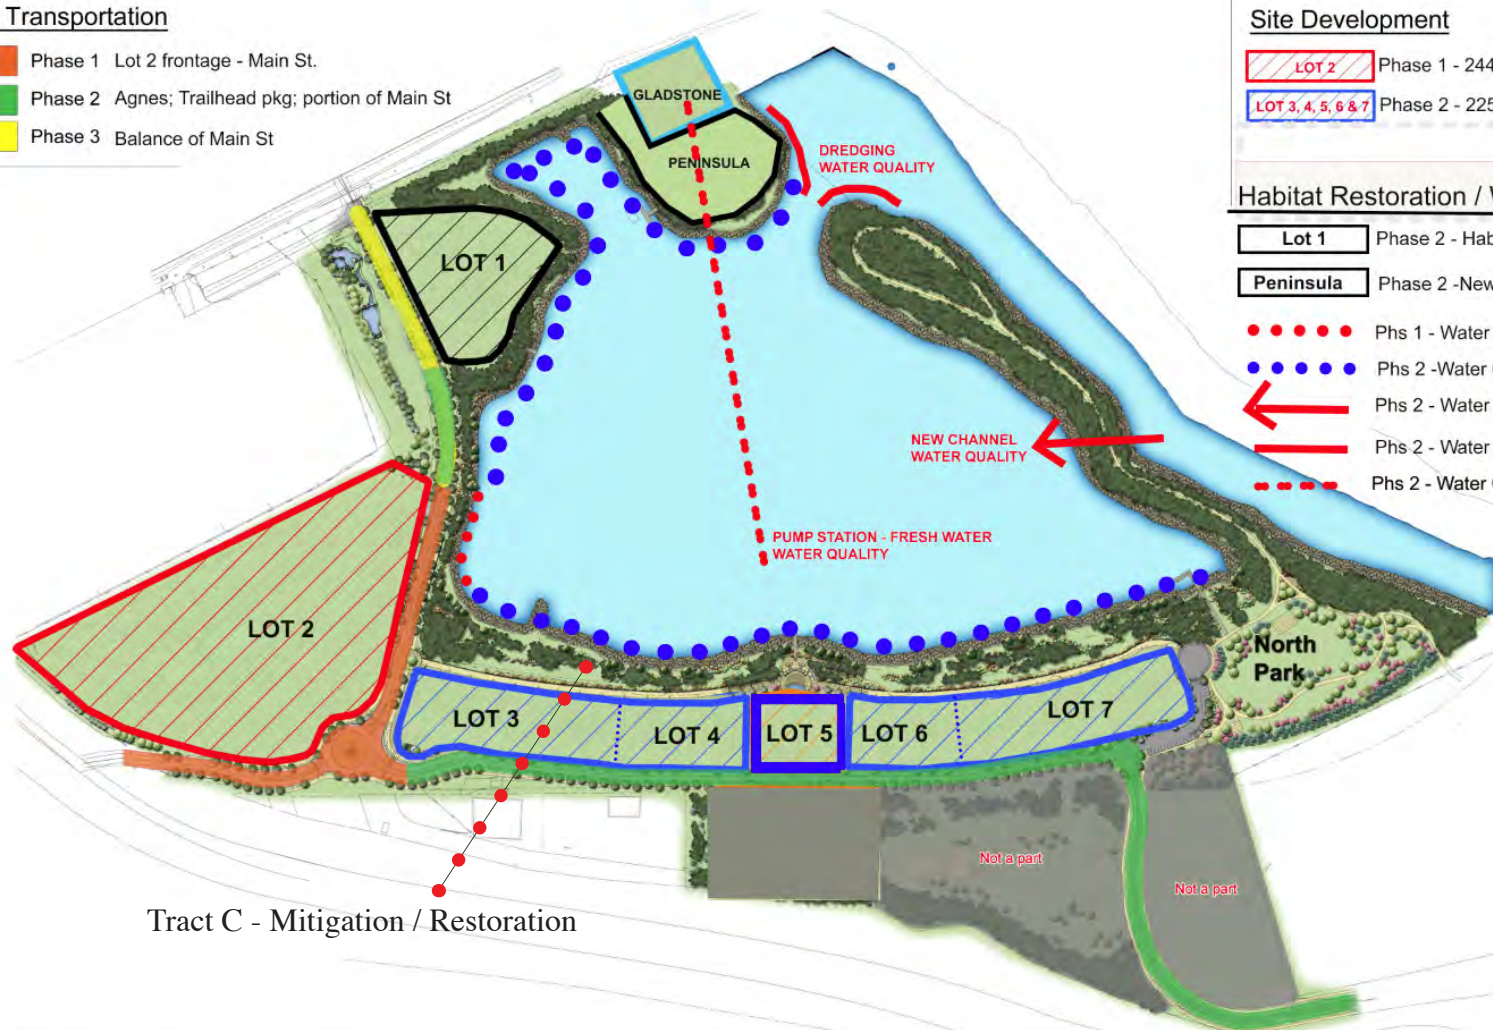 Transportation
Phase 1 Lot 2 frontage - Main St.
Phase 2 Agnes; Trailhead pkg; portion of Main St
Phase 3 Balance of Main St
Site Development
LOT 2 Phase 1 - 244
LOT 3, 4, 5, 6 & 7 Phase 2 - 225
Habitat Restoration / W
Lot 1 Phase 2 - Hab
Peninsula Phase 2 -New
Phs 1 - Water
Phs 2 -Water
Phs 2 - Water
Phs 2 - Water
Phs 2 - Water
GLADSTONE
PENINSULA
DREDGING
WATER QUALITY
LOT 1
NEW CHANNEL
WATER QUALITY
PUMP STATION - FRESH WATER
WATER QUALITY
LOT 2
North
Park
LOT 3
LOT 4
LOT 5
LOT 6
LOT 7
Not a part
Not a part
Tract C - Mitigation / Restoration